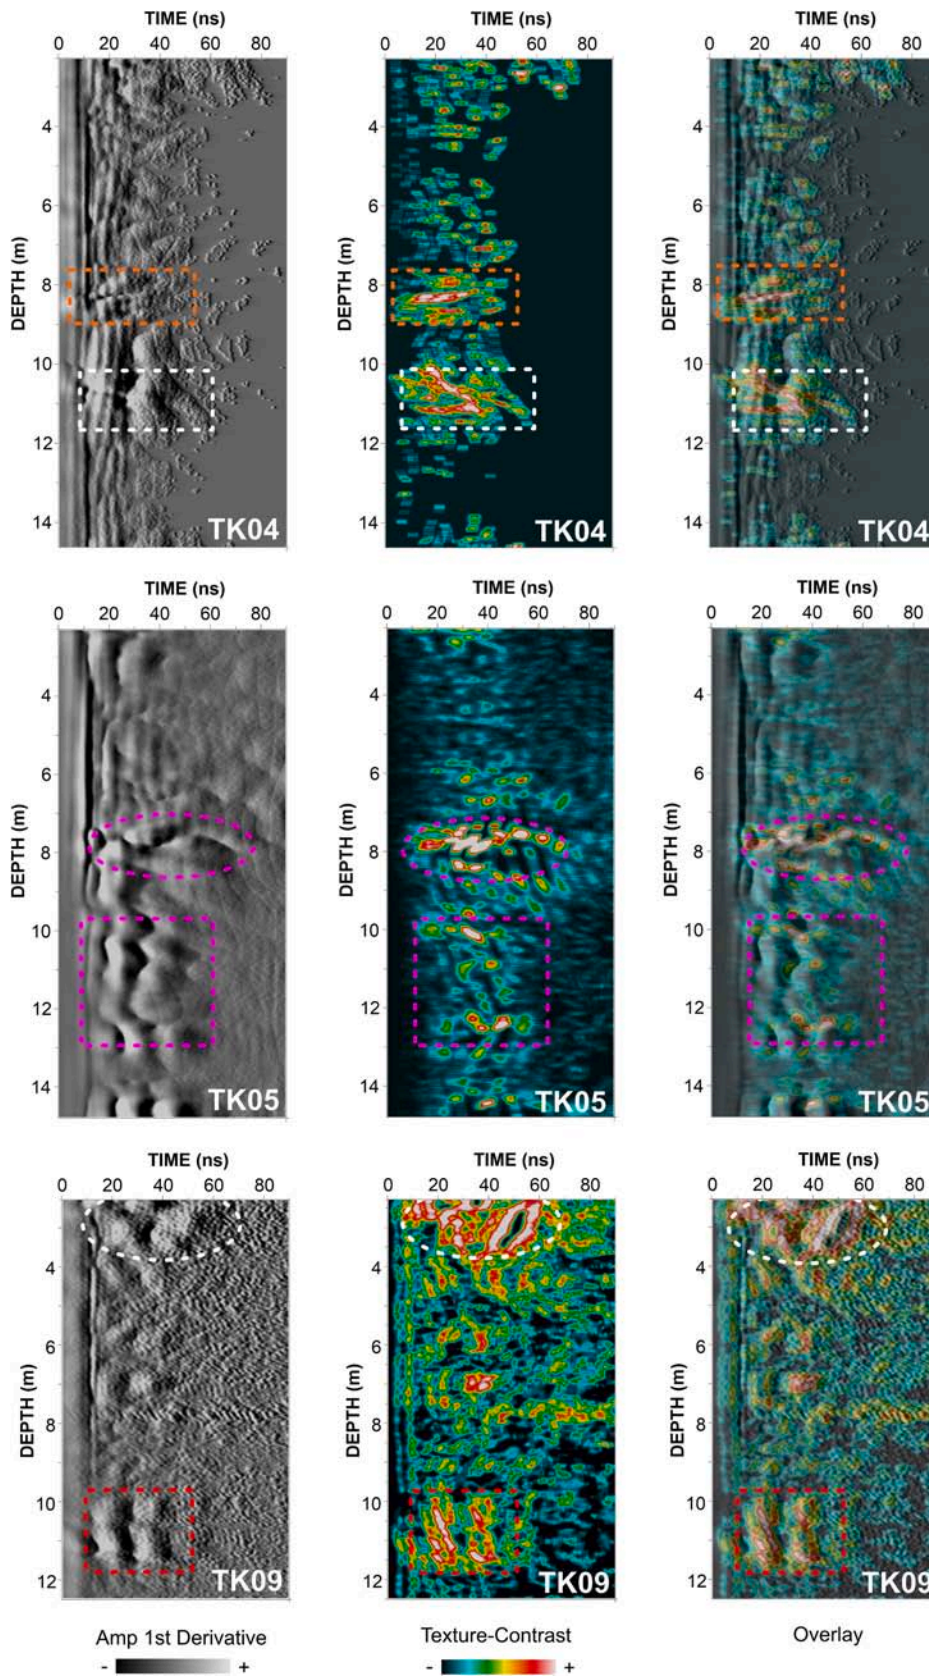 TIME (ns) TIME (ns) TIME (ns)
0 20 40 60 80 0 20 40 60 80 0 20 40 60 80
DEPTH (m) DEPTH (m) DEPTH (m)
4 4 4
6 6 6
8 8 8
10 10 10
12 12 12
14 14 14
TK04 TK04 TK04
TIME (ns) TIME (ns) TIME (ns)
0 20 40 60 80 0 20 40 60 80 0 20 40 60 80
DEPTH (m) DEPTH (m) DEPTH (m)
4 4 4
6 6 6
8 8 8
10 10 10
12 12 12
14 14 14
TK05 TK05 TK05
TIME (ns) TIME (ns) TIME (ns)
0 20 40 60 80 0 20 40 60 80 0 20 40 60 80
DEPTH (m) DEPTH (m) DEPTH (m)
4 4 4
6 6 6
8 8 8
10 10 10
12 12 12
TK09 TK09 TK09
Amp 1st Derivative Texture-Contrast Overlay
- + - +